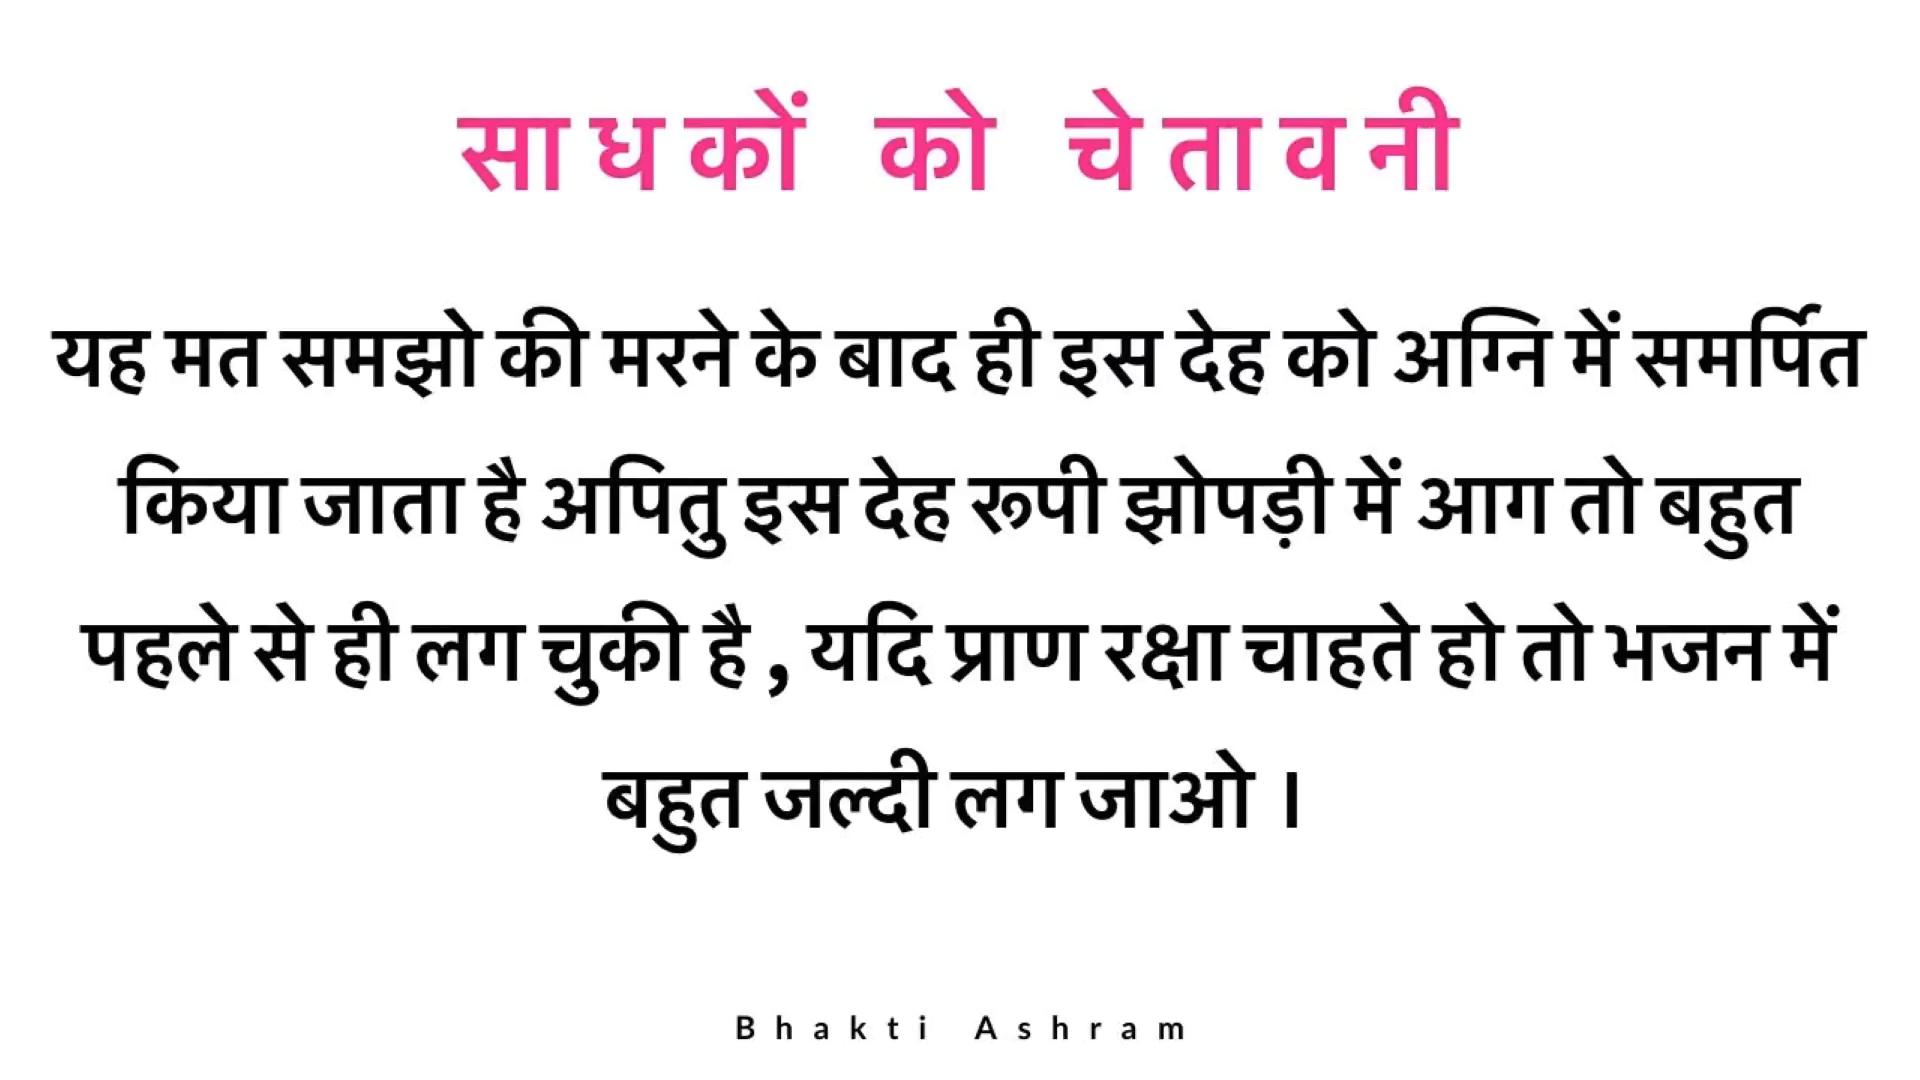 साधकों को चेतावनी
यह मत समझो की मरने के बाद ही इस देह को अग्नि में समर्पित
किया जाता है अपितु इस देह रूपी झोपड़ी में आग तो बहुत
पहले से ही लग चुकी है , यदि प्राण रक्षा चाहते हो तो भजन में
बहुत जल्दी लग जाओ ।
Bhakti Ashram